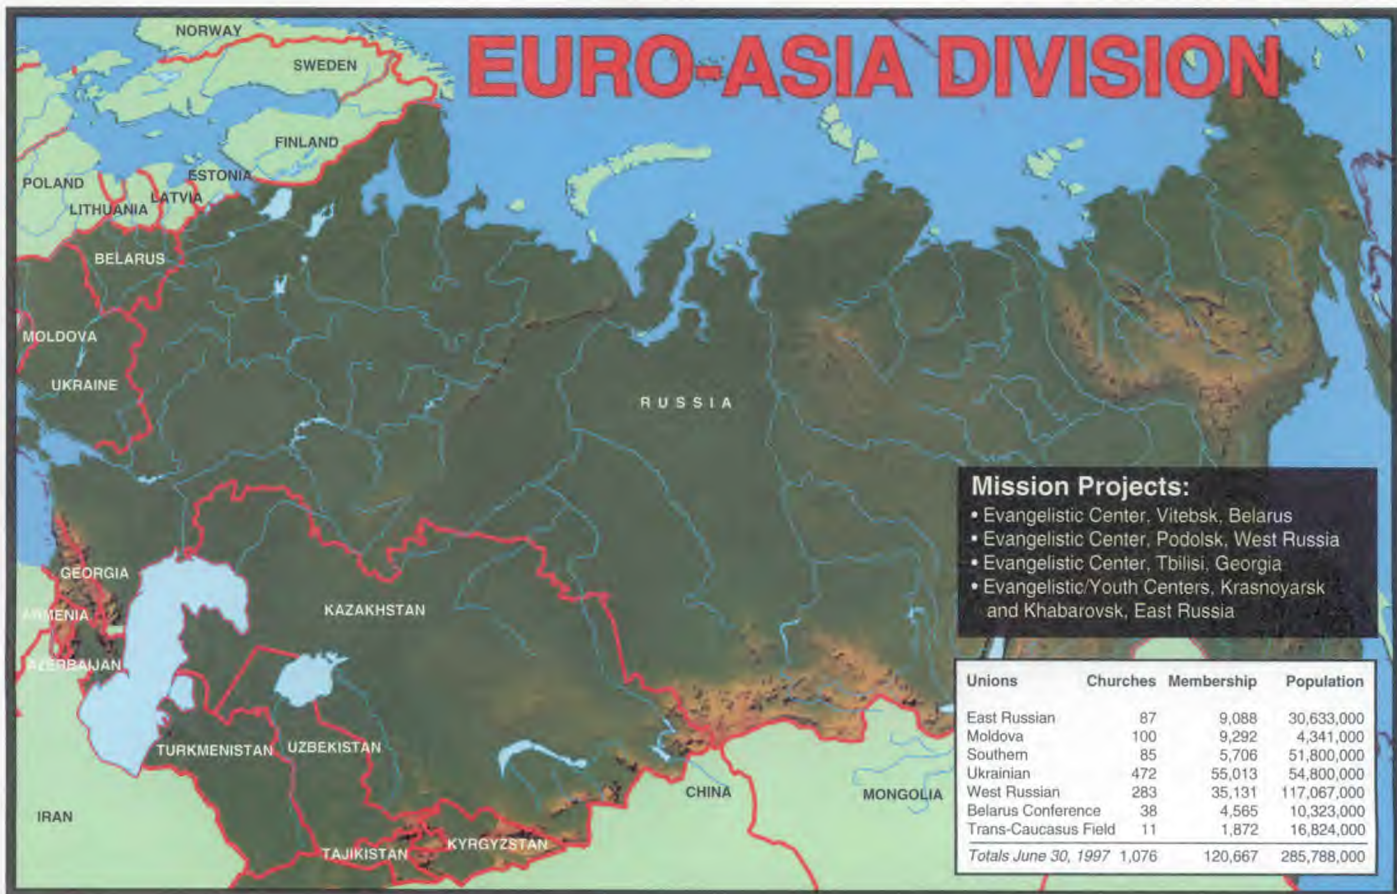 EURO-ASIA DIVISION
NORWAY
SWEDEN
FINLAND
ESTONIA
POLAND
LATVIA
LITHUANIA
BELARUS
MOLDOVA
UKRAINE
RUSSIA
GEORGIA
ARMENIA
AZERBAIJAN
KAZAKHSTAN
TURKMENISTAN
UZBEKISTAN
IRAN
TAJIKISTAN
KYRGYZSTAN
CHINA
MONGOLIA
Mission Projects:
• Evangelistic Center, Vitebsk, Belarus
• Evangelistic Center, Podolsk, West Russia
• Evangelistic Center, Tbilisi, Georgia
• Evangelistic/Youth Centers, Krasnoyarsk
and Khabarovsk, East Russia
Unions Churches Membership Population
East Russian 87 9,088 30,633,000
Moldova 100 9,292 4,341,000
Southern 85 5,706 51,800,000
Ukrainian 472 55,013 54,800,000
West Russian 283 35,131 117,067,000
Belarus Conference 38 4,565 10,323,000
Trans-Caucasus Field 11 1,872 16,824,000
Totals June 30, 1997 1,076 120,667 285,788,000